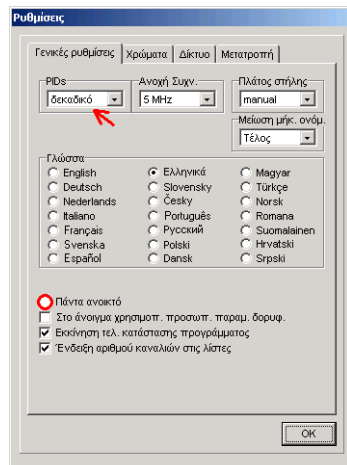 Ρυθμίσεις
Γενικές ρυθμίσεις Χρώματα Δίκτυο Μετατροπή
PIDs Ανοχή Συχν. Πλάτος στήλης
δεκαδικό 5 MHz manual
Μείωση μήκ. ονόμ.
Τέλος
Γλώσσα
English Ελληνικά Magyar
Deutsch Slovensky Türkçe
Nederlands Česky Norsk
Italiano Português Romana
Français Русский Suomalainen
Svenska Polski Hrvatski
Español Dansk Srpski
Πάντα ανοικτό
Στο άνοιγμα χρησιμοπ. προσωπ. παραμ. δορυφ.
Εκκίνηση τελ. κατάστασης προγράμματος
Ένδειξη αριθμού καναλιών στις λίστες
OK